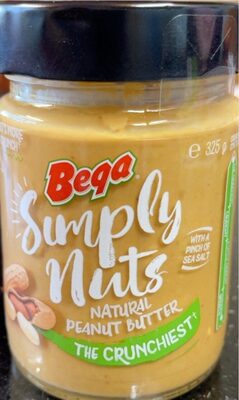 e 325 g
Bega
Simply
Nuts
WITH A
PINCH OF
SEA SALT
NATURAL
PEANUT BUTTER
THE CRUNCHIEST†